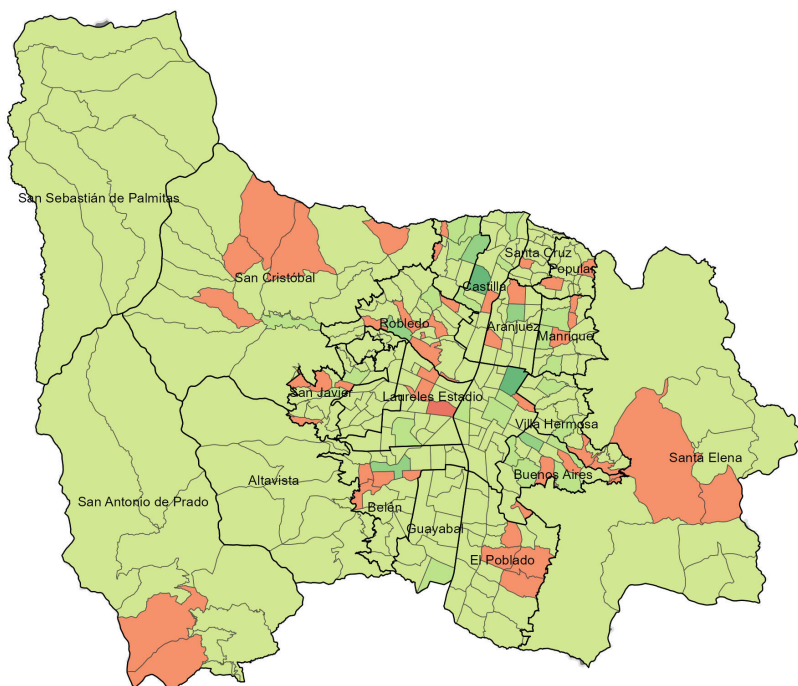 San Sebastián de Palmitas
San Cristóbal
Santa Cruz
Popular
Castilla
Robledo
Aranjuez
Manrique
San Javier
Laureles Estadio
Villa Hermosa
Santa Elena
Buenos Aires
Altavista
San Antonio de Prado
Belén
Guayabal
El Poblado